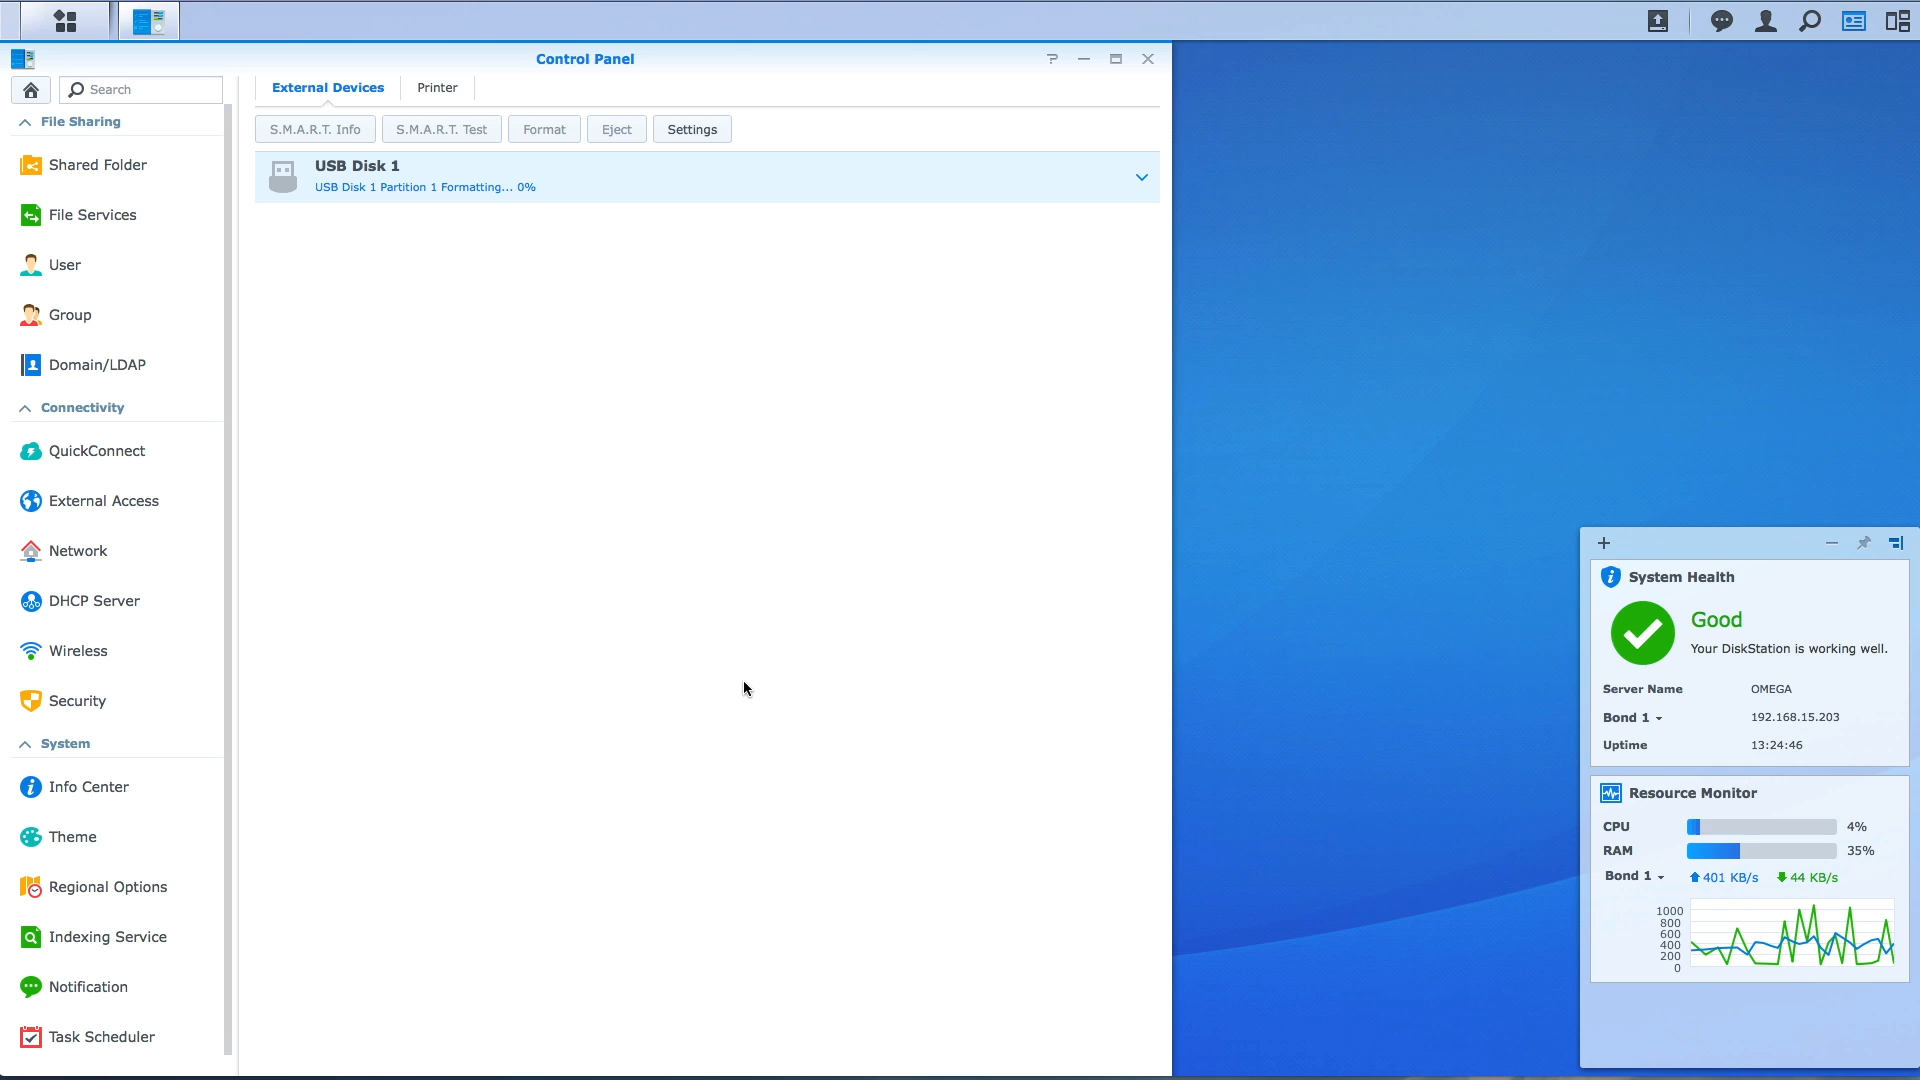 Control Panel
Search
File Sharing
Shared Folder
File Services
User
Group
Domain/LDAP
Connectivity
QuickConnect
External Access
Network
DHCP Server
Wireless
Security
System
Info Center
Theme
Regional Options
Indexing Service
Notification
Task Scheduler
External Devices
Printer
S.M.A.R.T. Info
S.M.A.R.T. Test
Format
Eject
Settings
USB Disk 1
USB Disk 1 Partition 1 Formatting... 0%
System Health
Good
Your DiskStation is working well.
Server Name OMEGA
Bond 1 192.168.15.203
Uptime 13:24:46
Resource Monitor
CPU 4%
RAM 35%
Bond 1 401 KB/s 44 KB/s
1000
800
600
400
200
0